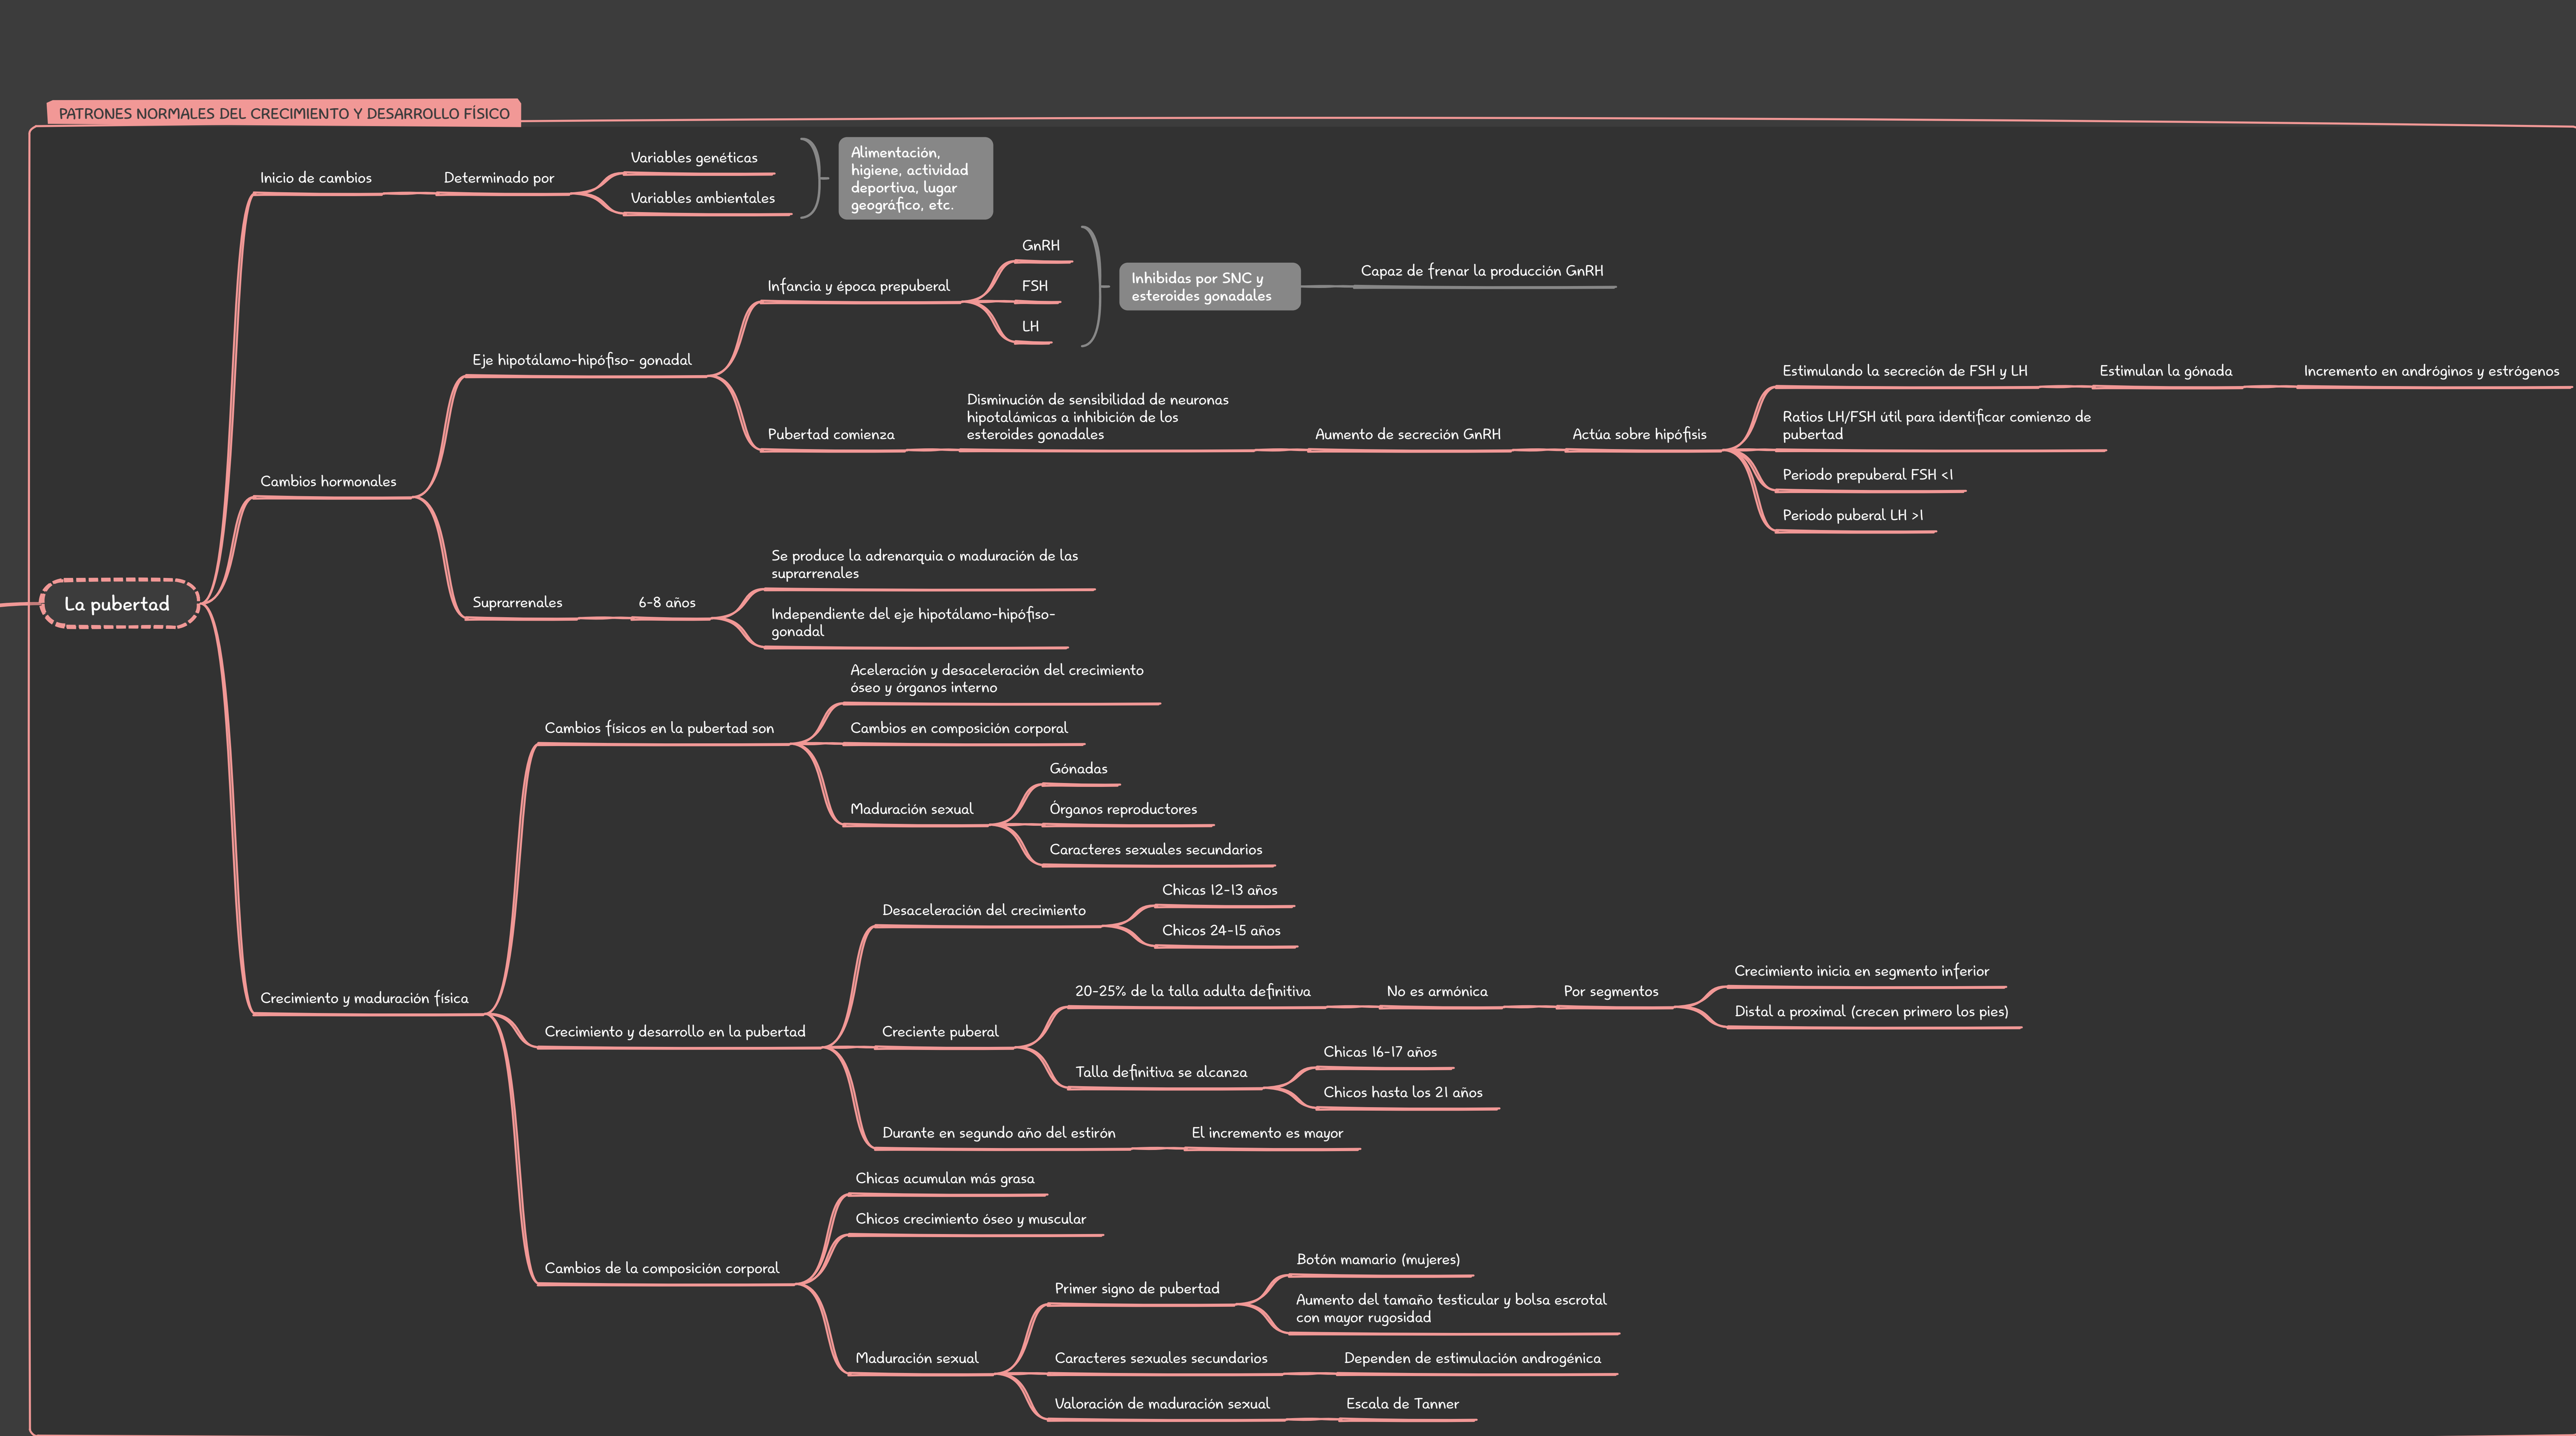 PATRONES NORMALES DEL CRECIMIENTO Y DESARROLLO FÍSICO
La pubertad
Inicio de cambios
Determinado por
Variables genéticas
Variables ambientales
Alimentación,
higiene, actividad
deportiva, lugar
geográfico, etc.
Cambios hormonales
Eje hipotálamo-hipófiso- gonadal
Infancia y época prepuberal
GnRH
FSH
LH
Inhibidas por SNC y
esteroides gonadales
Capaz de frenar la producción GnRH
Pubertad comienza
Disminución de sensibilidad de neuronas
hipotalámicas a inhibición de los
esteroides gonadales
Aumento de secreción GnRH
Actúa sobre hipófisis
Estimulando la secreción de FSH y LH
Estimulan la gónada
Incremento en andróginos y estrógenos
Ratios LH/FSH útil para identificar comienzo de
pubertad
Periodo prepuberal FSH <1
Periodo puberal LH >1
Suprarrenales
6-8 años
Se produce la adrenarquia o maduración de las
suprarrenales
Independiente del eje hipotálamo-hipófiso-
gonadal
Crecimiento y maduración física
Cambios físicos en la pubertad son
Aceleración y desaceleración del crecimiento
óseo y órganos interno
Cambios en composición corporal
Maduración sexual
Gónadas
Órganos reproductores
Caracteres sexuales secundarios
Crecimiento y desarrollo en la pubertad
Desaceleración del crecimiento
Chicas 12-13 años
Chicos 24-15 años
Creciente puberal
20-25% de la talla adulta definitiva
No es armónica
Por segmentos
Crecimiento inicia en segmento inferior
Distal a proximal (crecen primero los pies)
Talla definitiva se alcanza
Chicas 16-17 años
Chicos hasta los 21 años
Durante en segundo año del estirón
El incremento es mayor
Cambios de la composición corporal
Chicas acumulan más grasa
Chicos crecimiento óseo y muscular
Maduración sexual
Primer signo de pubertad
Botón mamario (mujeres)
Aumento del tamaño testicular y bolsa escrotal
con mayor rugosidad
Caracteres sexuales secundarios
Dependen de estimulación androgénica
Valoración de maduración sexual
Escala de Tanner